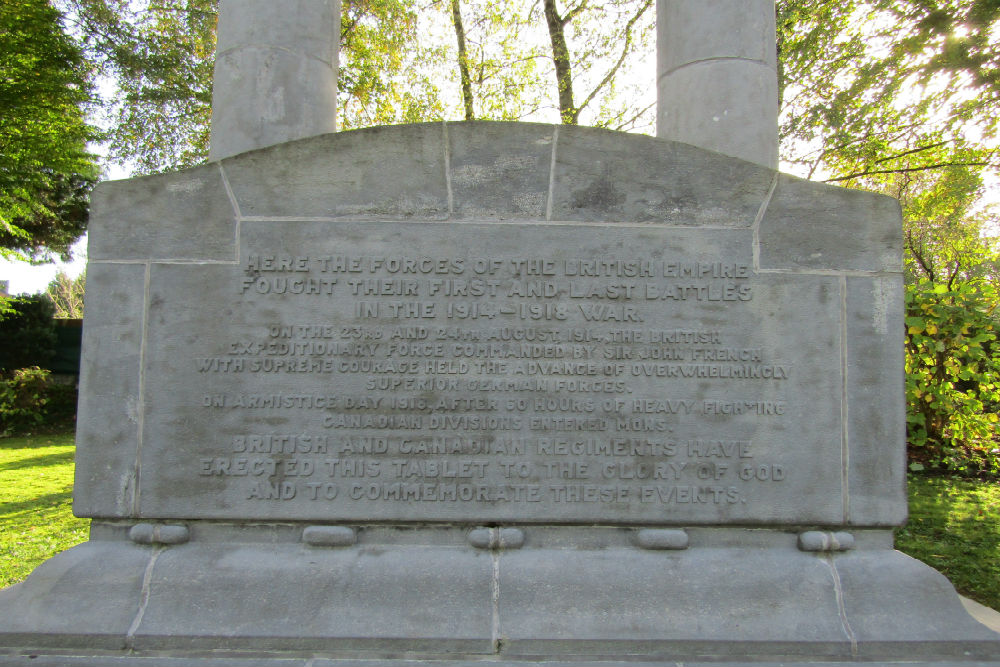 HERE THE FORCES OF THE BRITISH EMPIRE
FOUGHT THEIR FIRST AND LAST BATTLES
IN THE 1914-1918 WAR.
ON THE 23RD AND 24TH AUGUST 1914, THE BRITISH
EXPEDITIONARY FORCE COMMANDED BY SIR JOHN FRENCH
WITH SUPREME COURAGE HELD THE ADVANCE OF OVERWHELMINGLY
SUPERIOR GERMAN FORCES.
ON ARMISTICE DAY 1918, AFTER 60 HOURS OF HEAVY FIGHTING
CANADIAN DIVISIONS ENTERED MONS.
BRITISH AND CANADIAN REGIMENTS HAVE
ERECTED THIS TABLET TO THE GLORY OF GOD
AND TO COMMEMORATE THESE EVENTS.